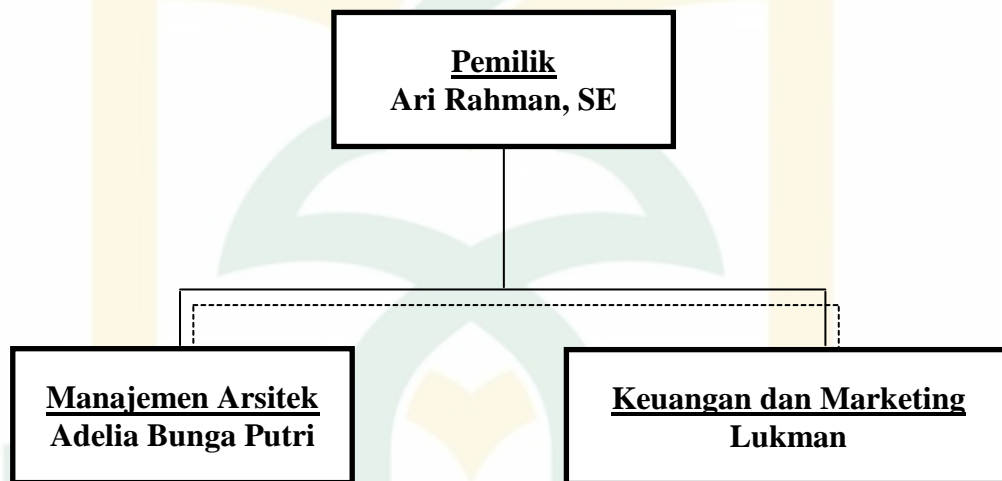 Pemilik
Ari Rahman, SE
Manajemen Arsitek
Adelia Bunga Putri
Keuangan dan Marketing
Lukman